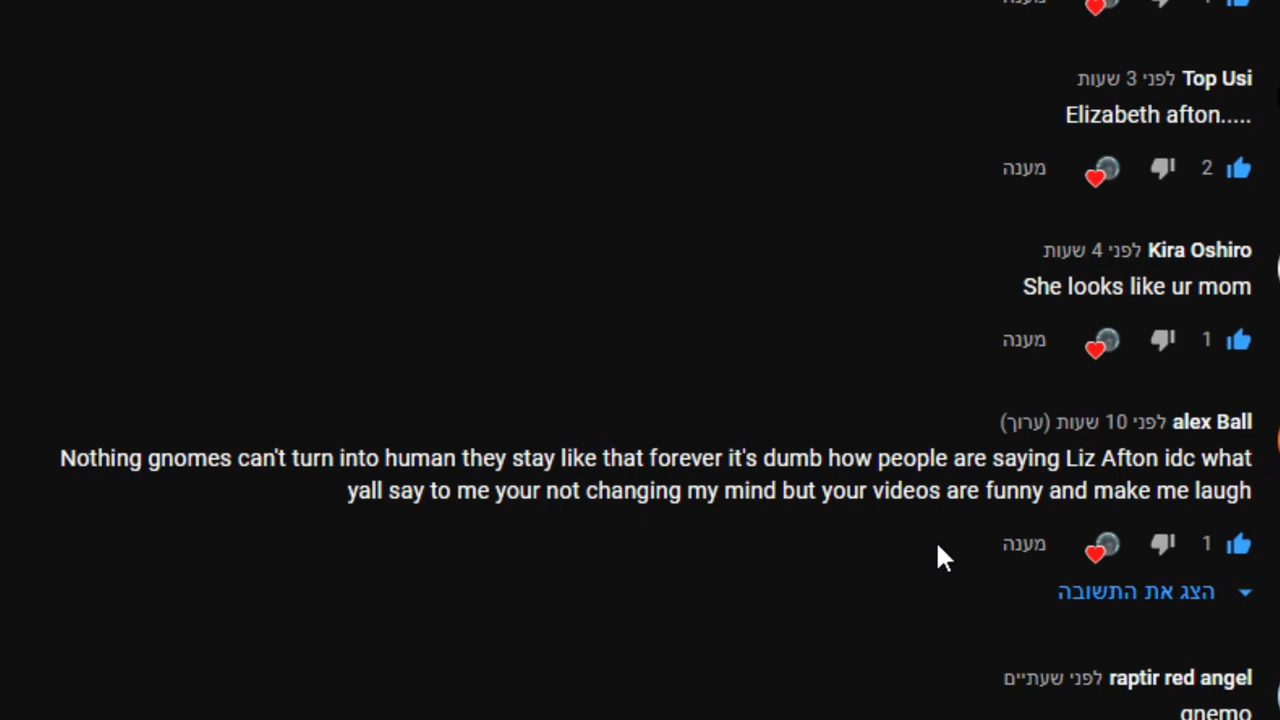 מענה 1
Top Usi לפני 3 שעות
Elizabeth afton.....
2 מענה
Kira Oshiro לפני 4 שעות
She looks like ur mom
1 מענה
alex Ball לפני 10 שעות (ערוך)
Nothing gnomes can't turn into human they stay like that forever it's dumb how people are saying Liz Afton idc what
yall say to me your not changing my mind but your videos are funny and make me laugh
1 מענה
הצג את התשובה
raptir red angel לפני שעתיים
gnemo